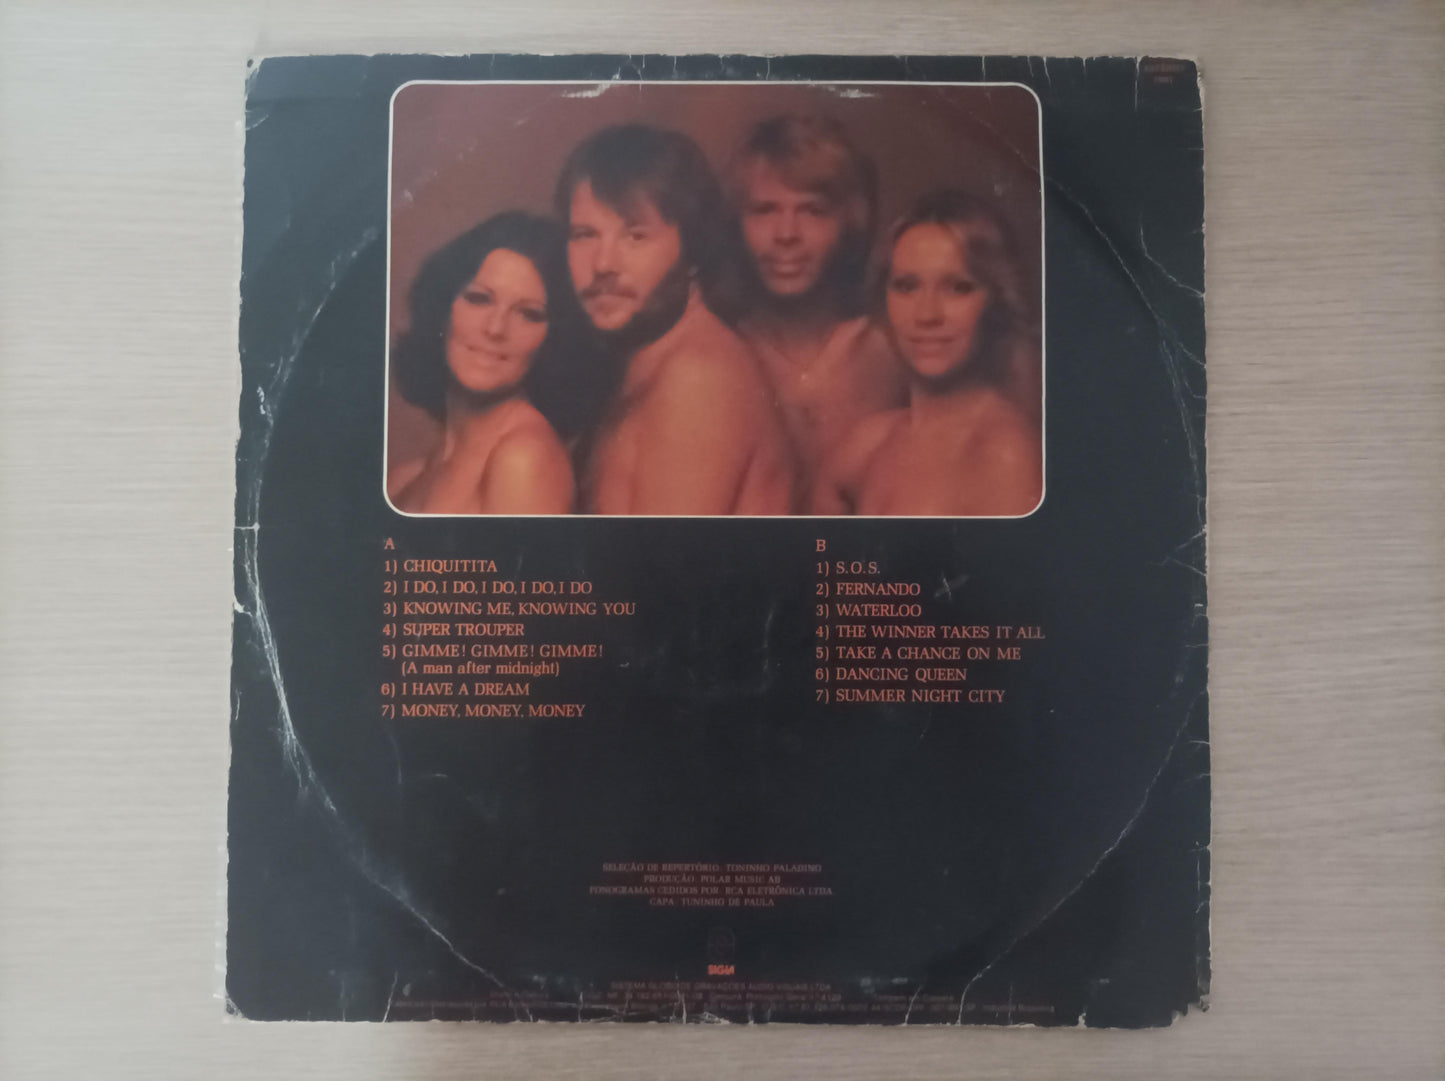 A
1) CHIQUITITA
2) I DO, I DO, I DO, I DO, I DO
3) KNOWING ME, KNOWING YOU
4) SUPER TROUPER
5) GIMME! GIMME! GIMME!
(A man after midnight)
6) I HAVE A DREAM
7) MONEY, MONEY, MONEY
B
1) S.O.S.
2) FERNANDO
3) WATERLOO
4) THE WINNER TAKES IT ALL
5) TAKE A CHANCE ON ME
6) DANCING QUEEN
7) SUMMER NIGHT CITY
SELEÇÃO DE REPERTÓRIO: TONINHO PALADINO
PRODUÇÃO: POLAR MUSIC AB
FONOGRAMAS CEDIDOS POR: RCA ELETRÔNICA LTDA.
CAPA: TUNINHO DE PAULA
SIGLA
SISTEMA GLOBO DE GRAVAÇÕES AUDIO VISUAIS LTDA